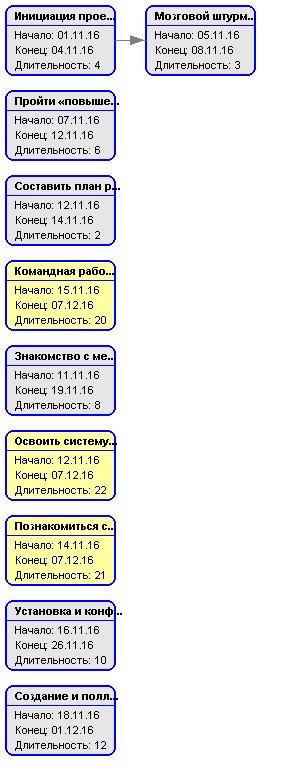 Инициация прое...
Начало: 01.11.16
Конец: 04.11.16
Длительность: 4
Мозговой штурм...
Начало: 05.11.16
Конец: 08.11.16
Длительность: 3
Пройти «повыше...
Начало: 07.11.16
Конец: 12.11.16
Длительность: 6
Составить план р...
Начало: 12.11.16
Конец: 14.11.16
Длительность: 2
Командная рабо...
Начало: 15.11.16
Конец: 07.12.16
Длительность: 20
Знакомство с ме...
Начало: 11.11.16
Конец: 19.11.16
Длительность: 8
Освоить систему...
Начало: 12.11.16
Конец: 07.12.16
Длительность: 22
Познакомиться с...
Начало: 14.11.16
Конец: 07.12.16
Длительность: 21
Установка и конф...
Начало: 16.11.16
Конец: 26.11.16
Длительность: 10
Создание и полл...
Начало: 18.11.16
Конец: 01.12.16
Длительность: 12